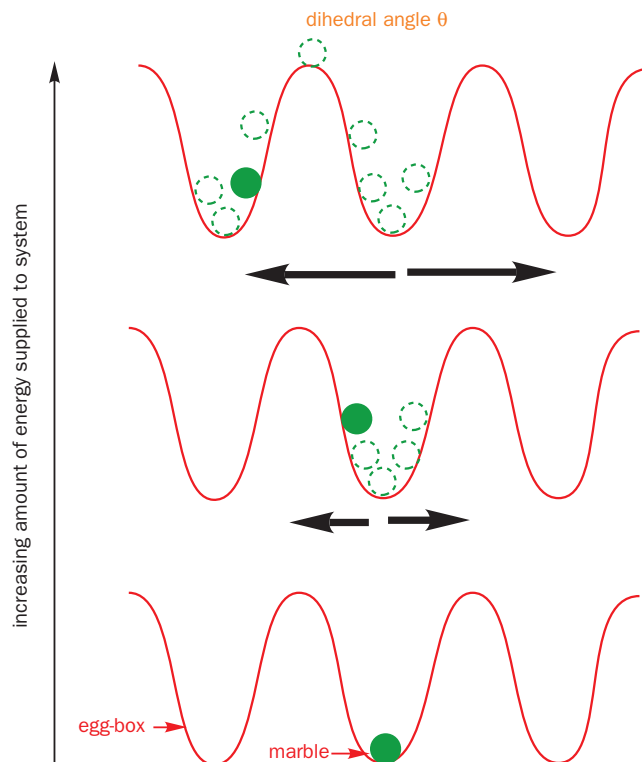 dihedral angle θ
increasing amount of energy supplied to system
egg-box
marble